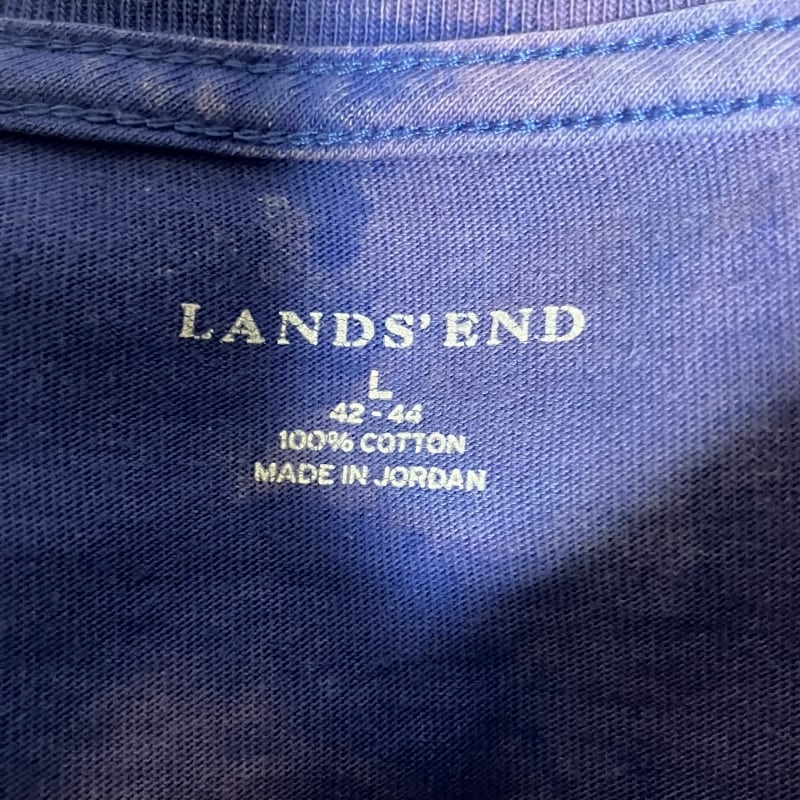 LANDS' END
L
42 - 44
100% COTTON
MADE IN JORDAN